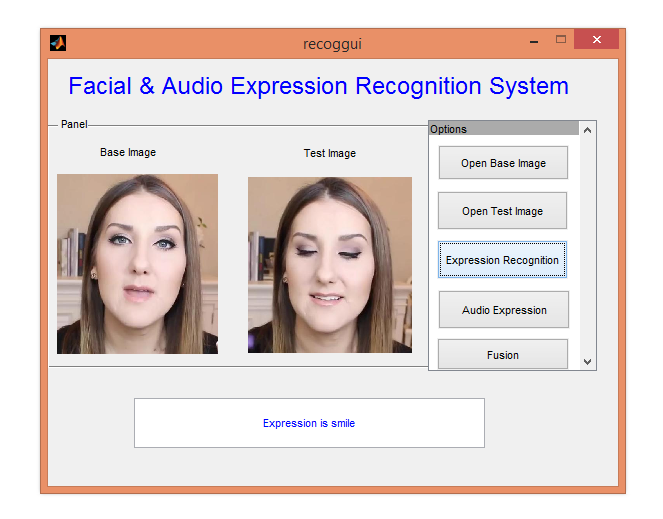 recoggui
Facial & Audio Expression Recognition System
Panel
Base Image
Test Image
Options
Open Base Image
Open Test Image
Expression Recognition
Audio Expression
Fusion
Expression is smile